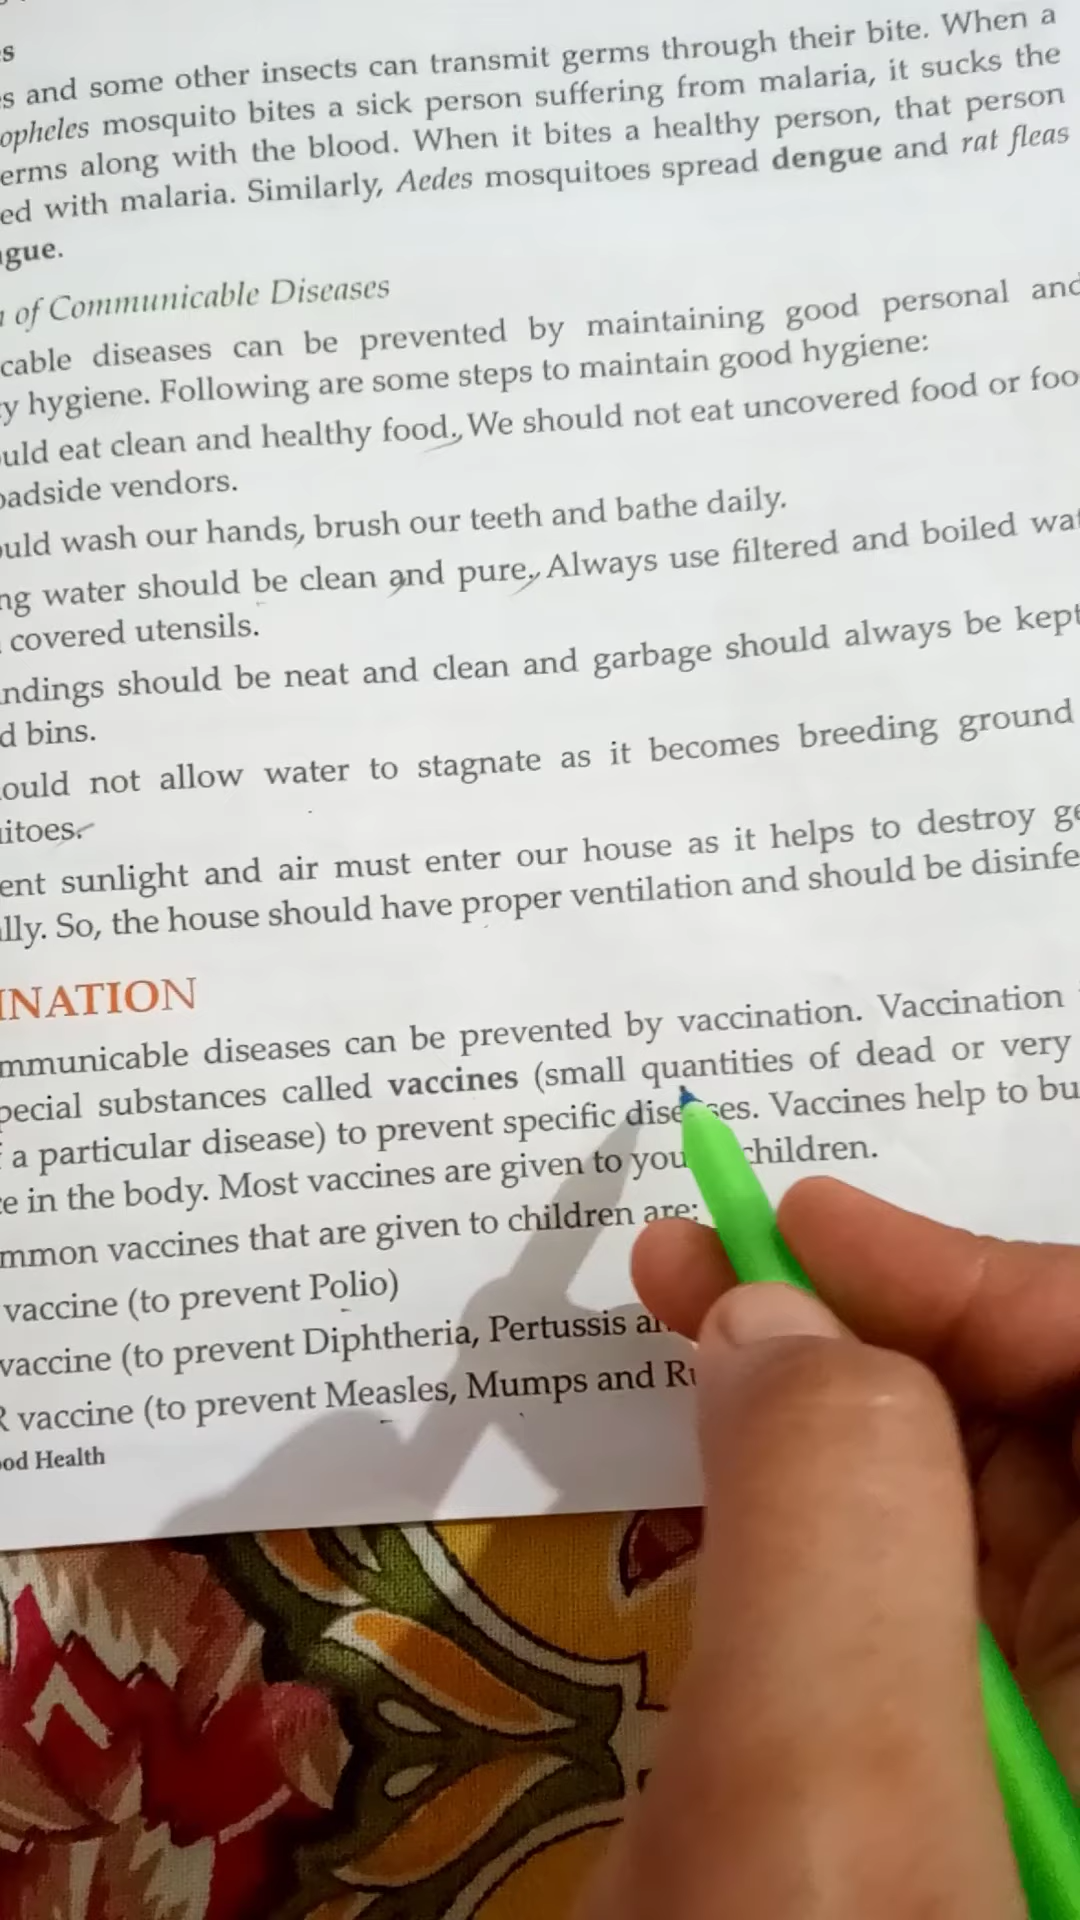 s
s and some other insects can transmit germs through their bite. When a
opheles mosquito bites a sick person suffering from malaria, it sucks the
erms along with the blood. When it bites a healthy person, that person
ed with malaria. Similarly, Aedes mosquitoes spread dengue and rat fleas
gue.
of Communicable Diseases
cable diseases can be prevented by maintaining good personal and
y hygiene. Following are some steps to maintain good hygiene:
uld eat clean and healthy food. We should not eat uncovered food or foo
oadside vendors.
ould wash our hands, brush our teeth and bathe daily.
ng water should be clean and pure. Always use filtered and boiled wat
covered utensils.
ndings should be neat and clean and garbage should always be kept
d bins.
ould not allow water to stagnate as it becomes breeding ground
itoes.
ent sunlight and air must enter our house as it helps to destroy ge
lly. So, the house should have proper ventilation and should be disinfe
INATION
mmunicable diseases can be prevented by vaccination. Vaccination
pecial substances called vaccines (small quantities of dead or very
a particular disease) to prevent specific diseases. Vaccines help to bu
e in the body. Most vaccines are given to you children.
mmon vaccines that are given to children are:
vaccine (to prevent Polio)
vaccine (to prevent Diphtheria, Pertussis a
R vaccine (to prevent Measles, Mumps and Ru
od Health